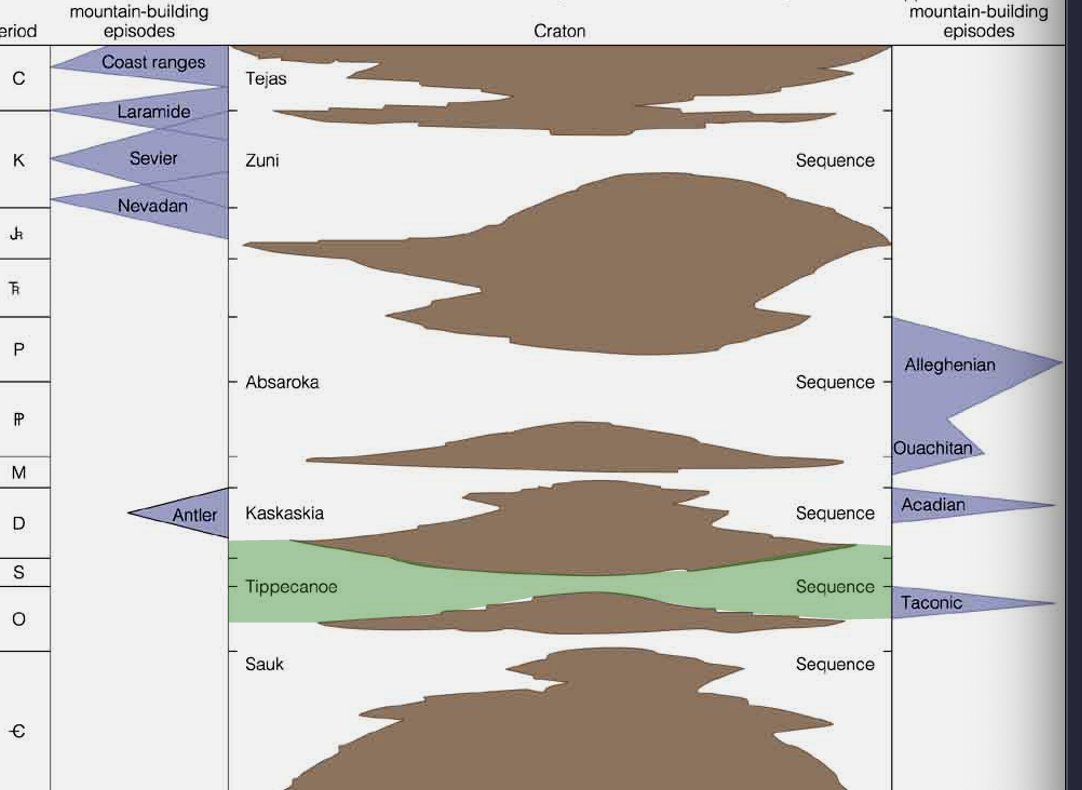 mountain-building
episodes
mountain-building
episodes
eriod
Craton
C
Coast ranges
Tejas
Laramide
K
Sevier
Zuni
Sequence
Nevadan
P
Alleghenian
Absaroka
Sequence
Ouachitan
M
D
Antler
Kaskaskia
Sequence
Acadian
S
Tippecanoe
Sequence
O
Taconic
Sauk
Sequence